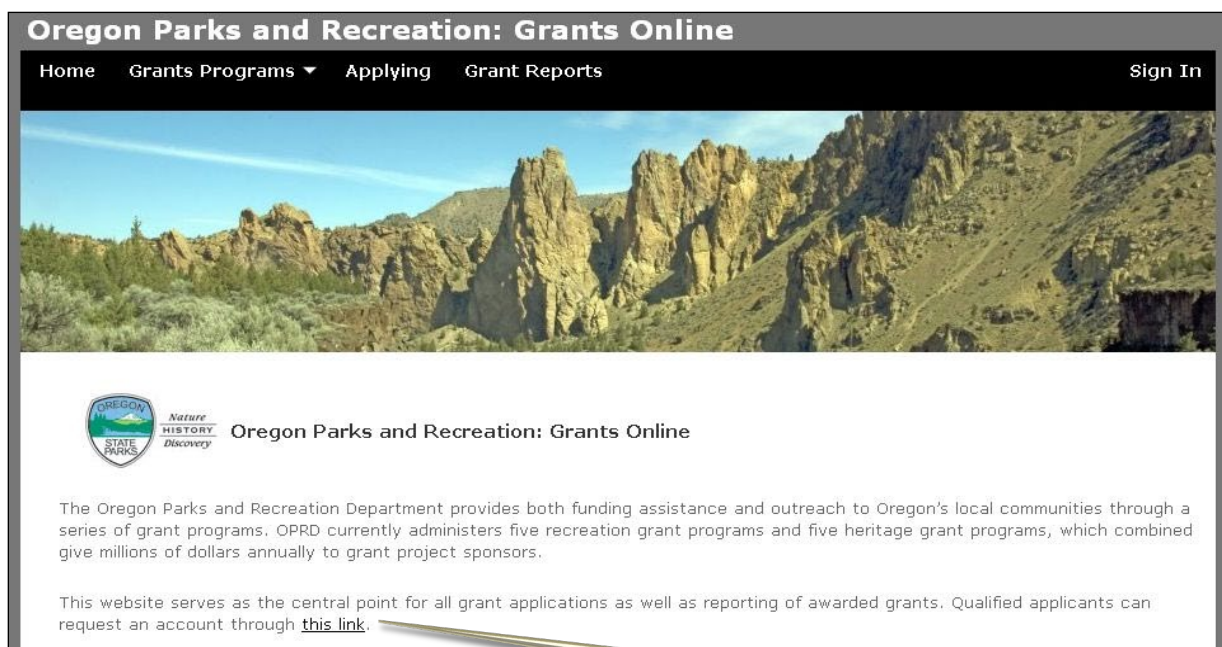 Oregon Parks and Recreation: Grants Online
Home Grants Programs Applying Grant Reports Sign In
OREGON
STATE
PARKS
Nature
HISTORY
Discovery
Oregon Parks and Recreation: Grants Online
The Oregon Parks and Recreation Department provides both funding assistance and outreach to Oregon's local communities through a
series of grant programs. OPRD currently administers five recreation grant programs and five heritage grant programs, which combined
give millions of dollars annually to grant project sponsors.
This website serves as the central point for all grant applications as well as reporting of awarded grants. Qualified applicants can
request an account through this link.